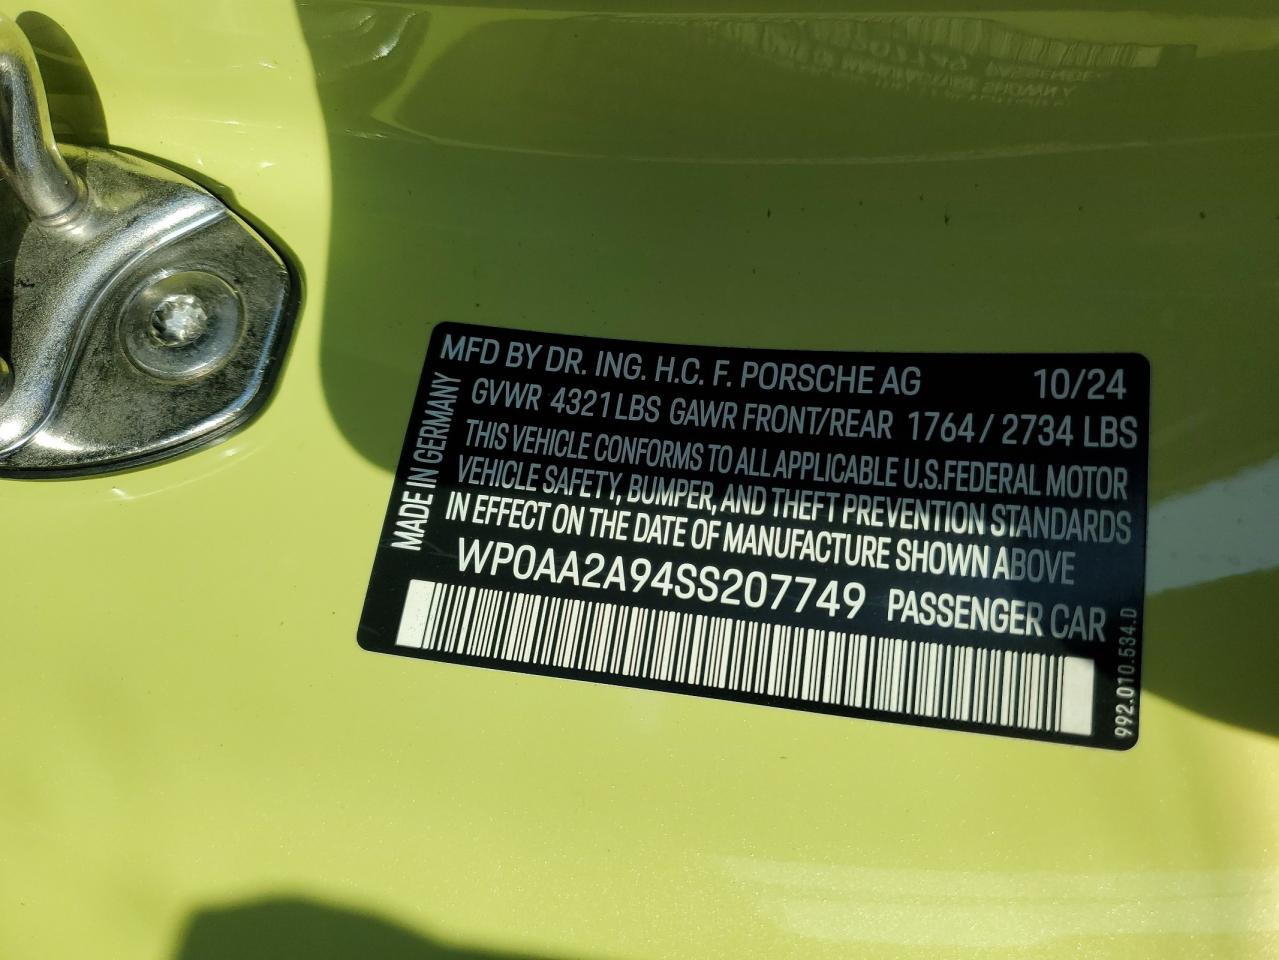 MFD BY DR. ING. H.C. F. PORSCHE AG 10/24
GVWR 4321 LBS GAWR FRONT/REAR 1764 / 2734 LBS
THIS VEHICLE CONFORMS TO ALL APPLICABLE U.S.FEDERAL MOTOR
VEHICLE SAFETY, BUMPER, AND THEFT PREVENTION STANDARDS
IN EFFECT ON THE DATE OF MANUFACTURE SHOWN ABOVE
WP0AA2A94SS207749 PASSENGER CAR
MADE IN GERMANY
992.010.534.0